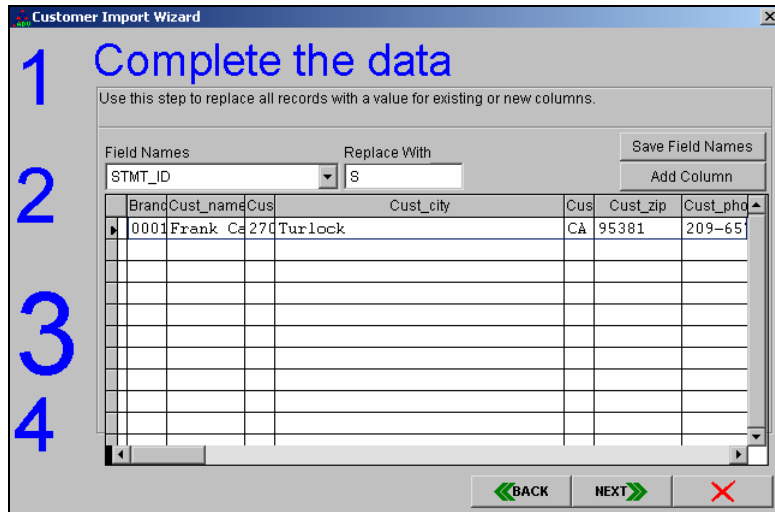 Customer Import Wizard
1
Complete the data
Use this step to replace all records with a value for existing or new columns.
Field Names
Replace With
Save Field Names
2
STMT_ID
S
Add Column
Branc Cust_name Cus Cust_city Cus Cust_zip Cust_pho
0001 Frank Ca 270 Turlock CA 95381 209-65
3
4
BACK
NEXT